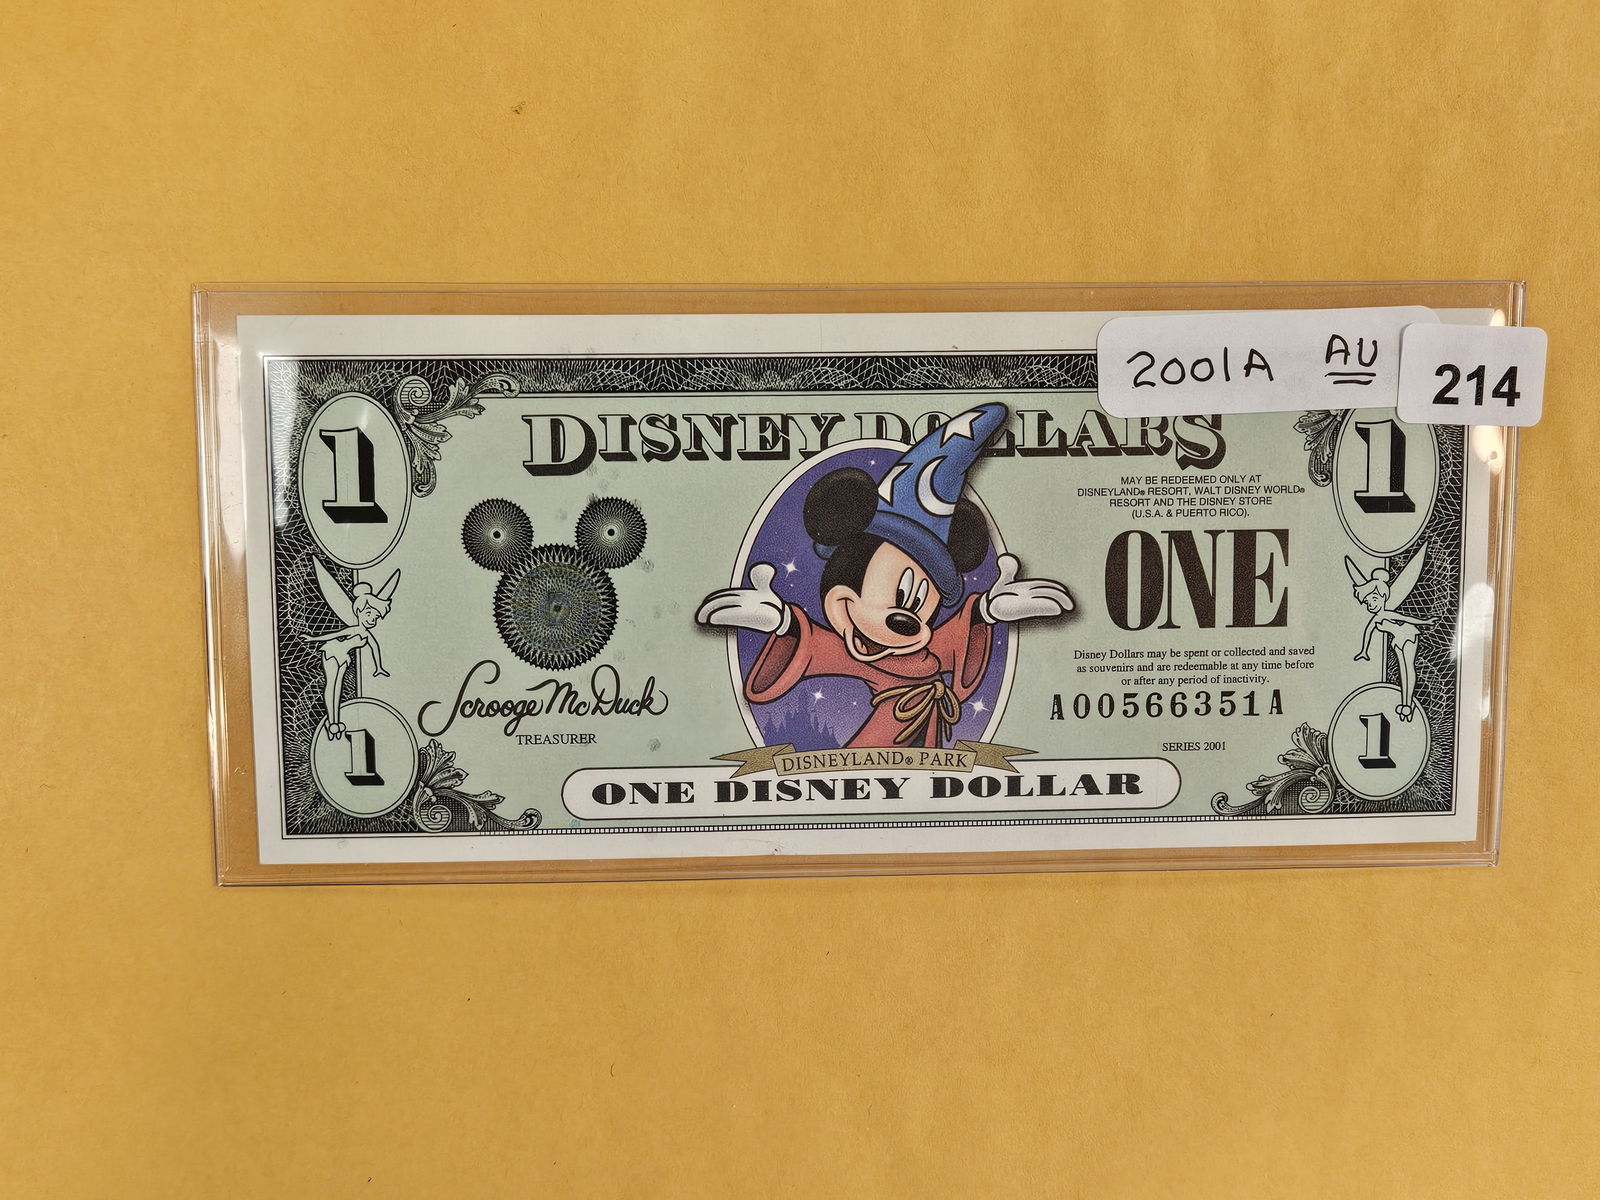 2001A AU
214
1
DISNEY DOLLARS
1
MAY BE REDEEMED ONLY AT
DISNEYLAND® RESORT, WALT DISNEY WORLD®
RESORT AND THE DISNEY STORE
(U.S.A. & PUERTO RICO).
ONE
Disney Dollars may be spent or collected and saved
as souvenirs and are redeemable at any time before
or after any period of inactivity.
A00566351A
Scrooge McDuck
TREASURER
SERIES 2001
1
DISNEYLAND® PARK
1
ONE DISNEY DOLLAR